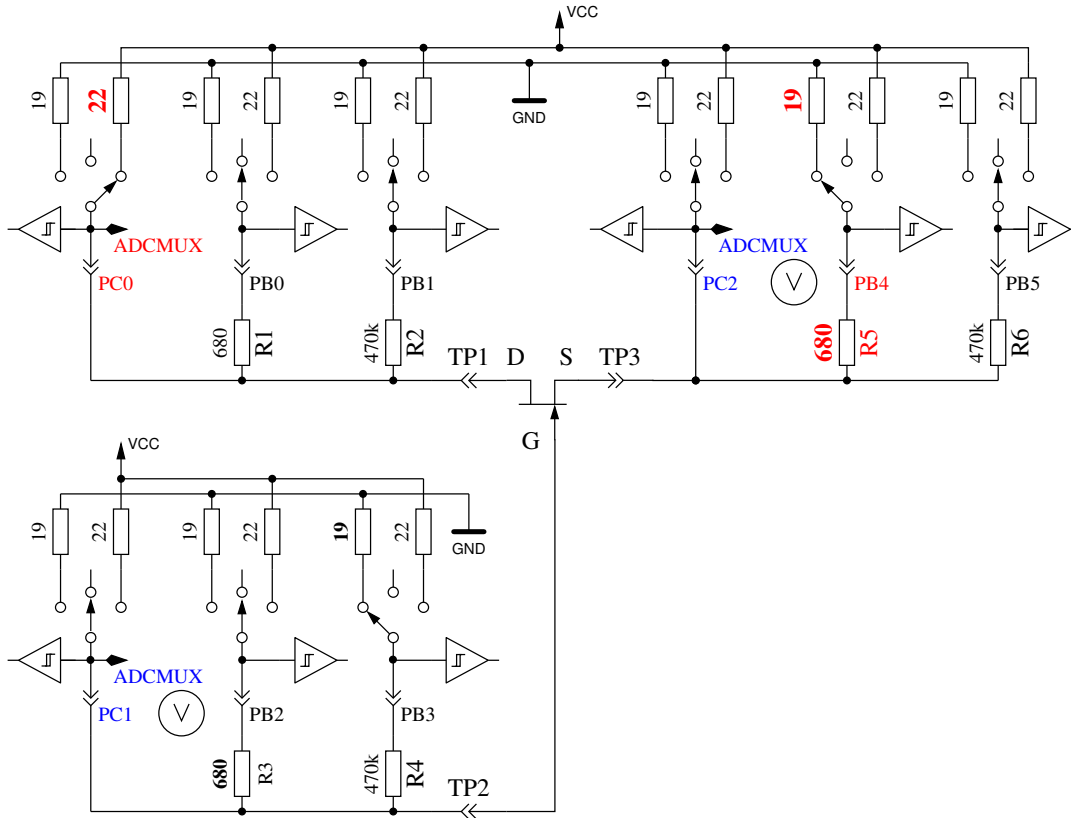 VCC
19
22
19
22
19
22
GND
19
22
19
22
19
22
ADCMUX
PC0
PB0
PB1
ADCMUX
PC2
V
PB4
PB5
680
R1
470k
R2
680
R5
470k
R6
TP1
D
S
TP3
G
VCC
19
22
19
22
19
22
GND
ADCMUX
PC1
V
PB2
PB3
680
R3
470k
R4
TP2